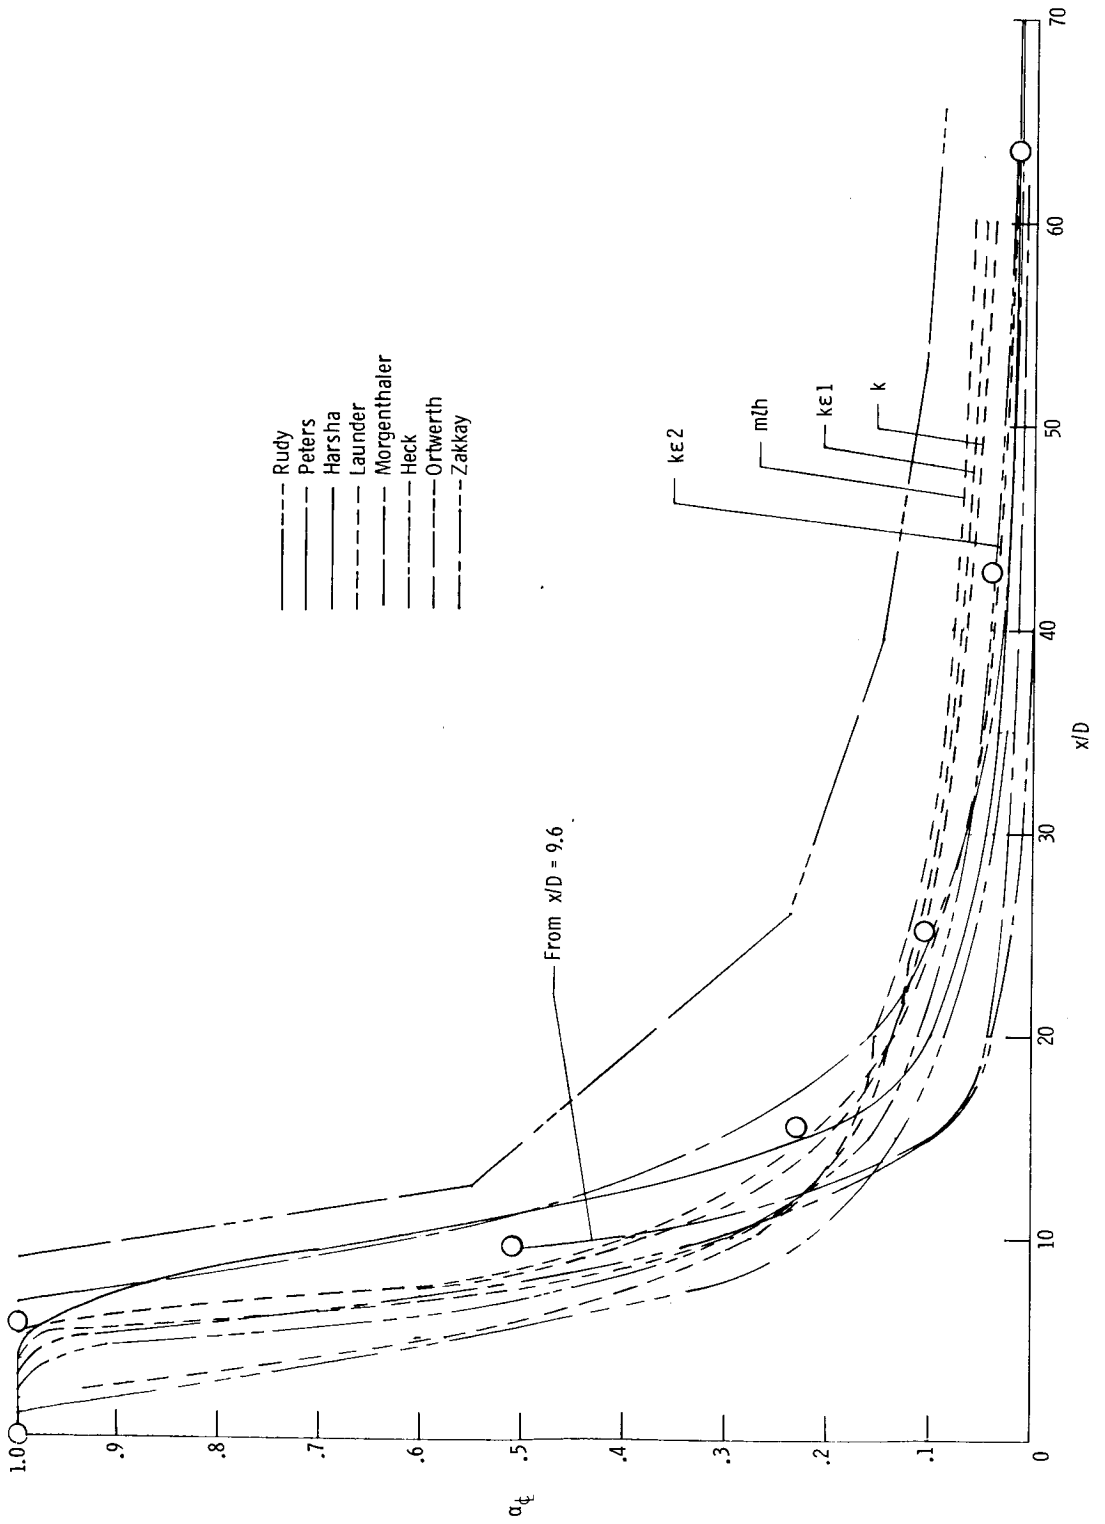 Rudy
Peters
Harsha
Launder
Morgenthaler
Heck
Ortwerth
Zakkay
From x/D = 9.6
kε2
mlh
kε1
k
α℄
1.0
.9
.8
.7
.6
.5
.4
.3
.2
.1
0
10
20
30
40
50
60
70
x/D